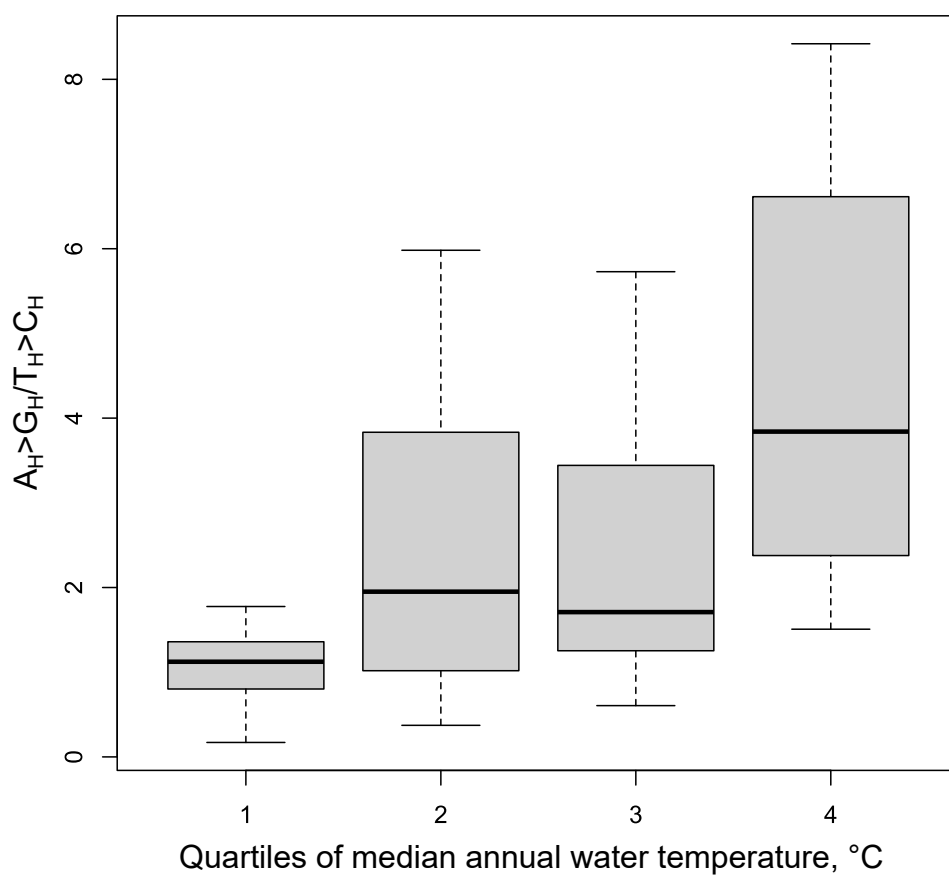 8
6
4
2
0
A_H>G_H/T_H>C_H
1 2 3 4
Quartiles of median annual water temperature, °C